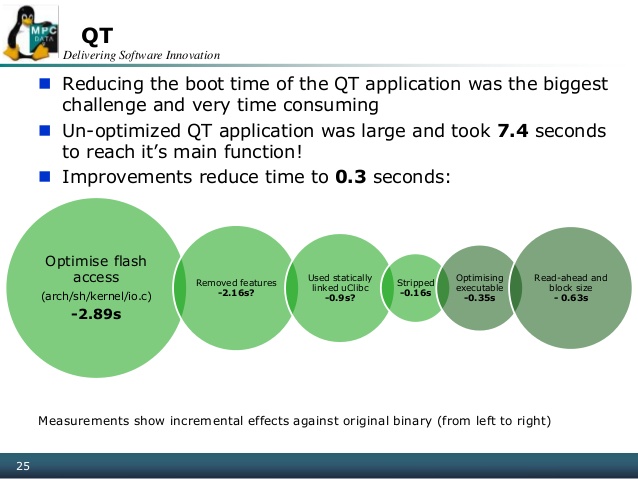 MPC
DATA
QT
Delivering Software Innovation
Reducing the boot time of the QT application was the biggest
challenge and very time consuming
Un-optimized QT application was large and took 7.4 seconds
to reach it's main function!
Improvements reduce time to 0.3 seconds:
Optimise flash
access
(arch/sh/kernel/io.c)
-2.89s
Removed features
-2.16s?
Used statically
linked uClibc
-0.9s?
Stripped
-0.16s
Optimising
executable
-0.35s
Read-ahead and
block size
- 0.63s
Measurements show incremental effects against original binary (from left to right)
25